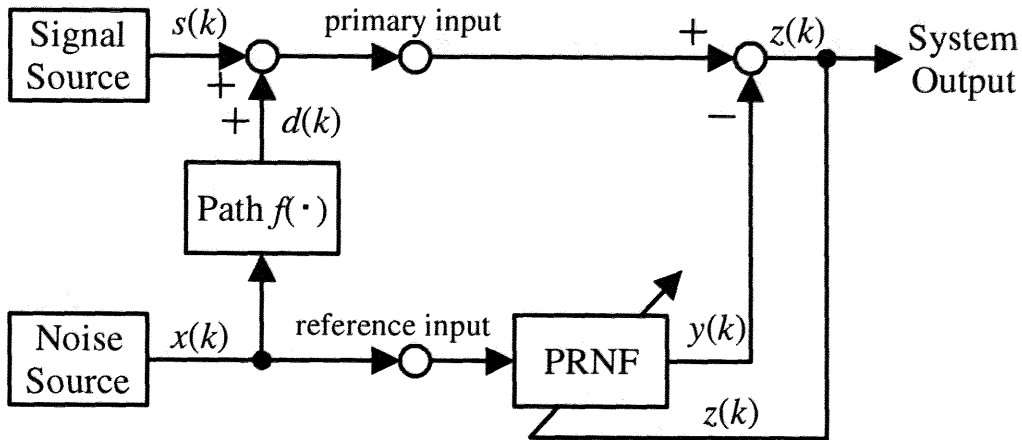 Signal
Source
s(k)
primary input
z(k)
System
Output
+
+
+
−
+
d(k)
Path f(·)
Noise
Source
x(k)
reference input
PRNF
y(k)
z(k)